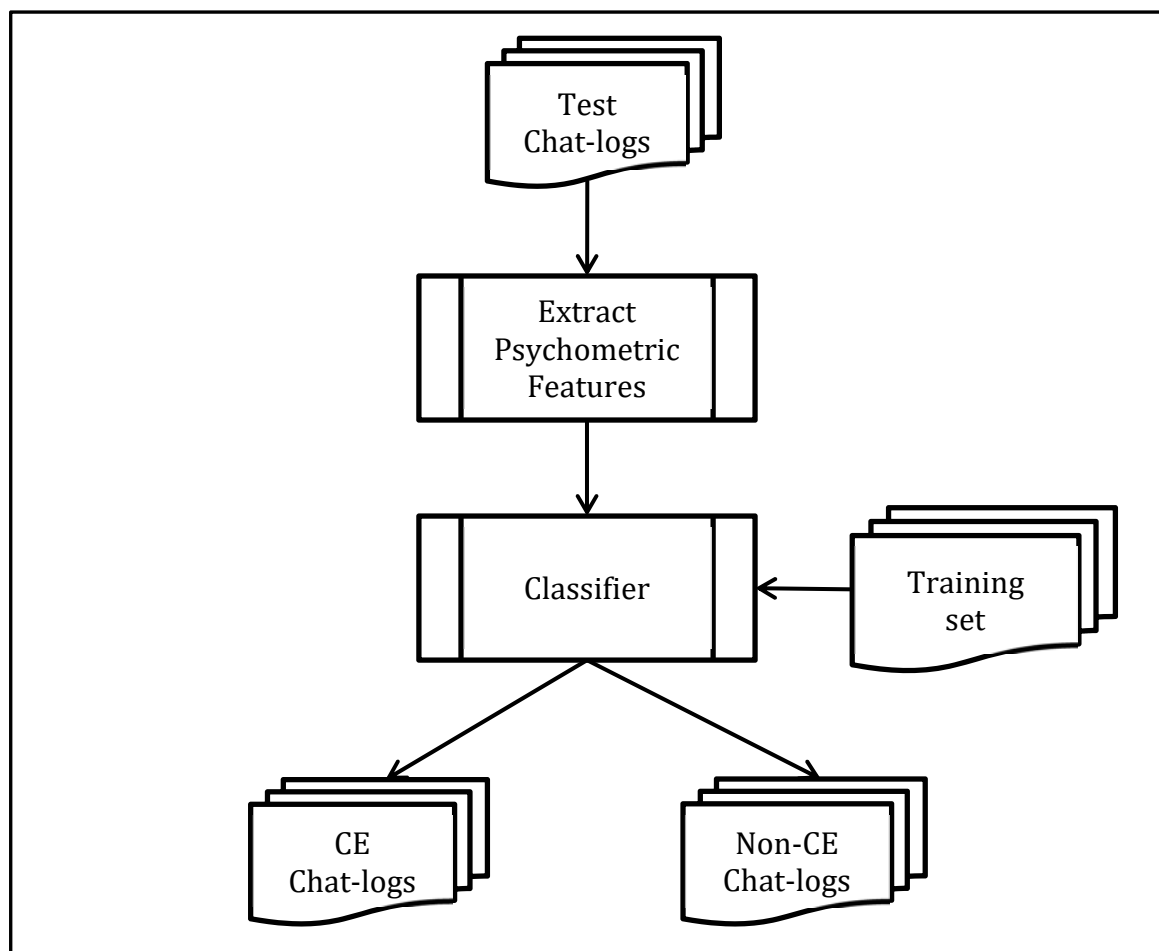 Test
Chat-logs
Extract
Psychometric
Features
Classifier
Training
set
CE
Chat-logs
Non-CE
Chat-logs